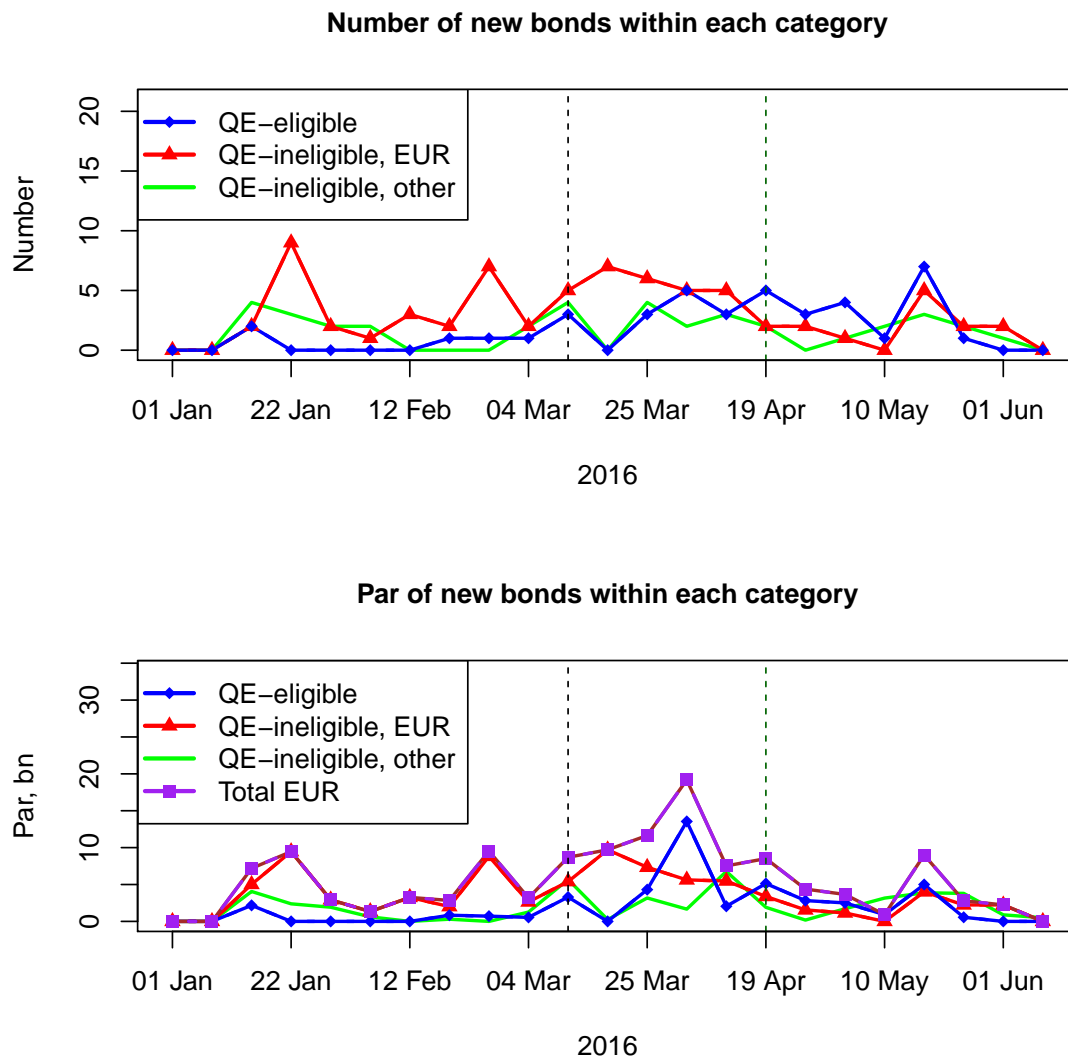 Number of new bonds within each category
20
15
10
5
0
Number
QE−eligible
QE−ineligible, EUR
QE−ineligible, other
01 Jan 22 Jan 12 Feb 04 Mar 25 Mar 19 Apr 10 May 01 Jun
2016
Par of new bonds within each category
30
20
10
0
Par, bn
QE−eligible
QE−ineligible, EUR
QE−ineligible, other
Total EUR
01 Jan 22 Jan 12 Feb 04 Mar 25 Mar 19 Apr 10 May 01 Jun
2016